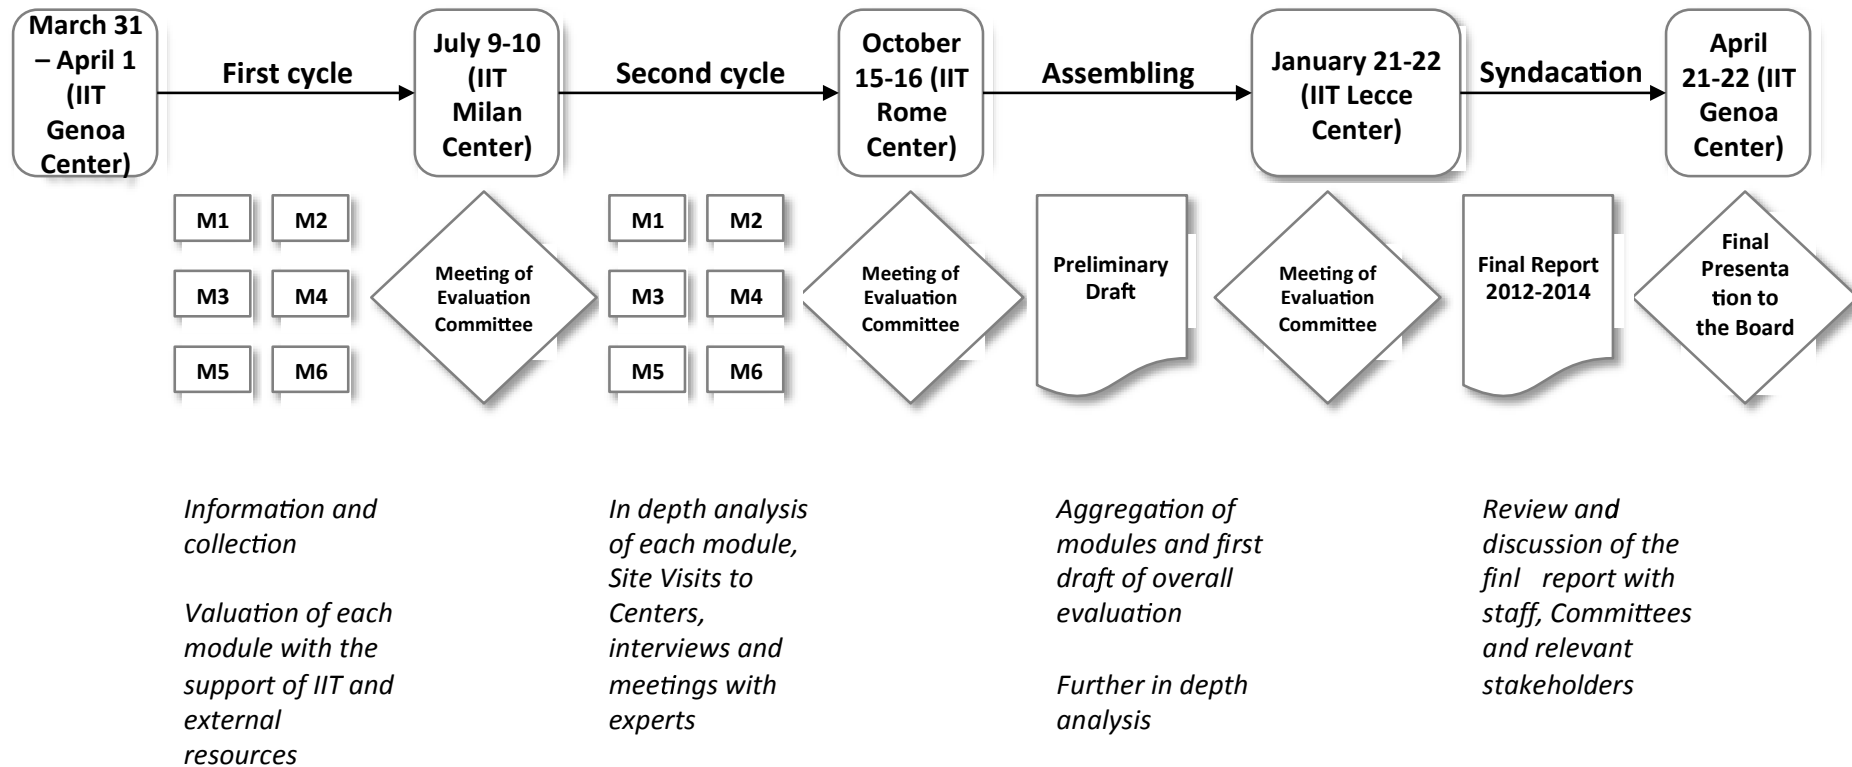 March 31
– April 1
(IIT
Genoa
Center)
First cycle
July 9-10
(IIT
Milan
Center)
Second cycle
October
15-16 (IIT
Rome
Center)
Assembling
January 21-22
(IIT Lecce
Center)
Syndacation
April
21-22 (IIT
Genoa
Center)
M1
M2
M3
M4
M5
M6
Meeting of
Evaluation
Committee
M1
M2
M3
M4
M5
M6
Meeting of
Evaluation
Committee
Preliminary
Draft
Meeting of
Evaluation
Committee
Final Report
2012-2014
Final
Presenta
tion to
the Board
Information and
collection
Valuation of each
module with the
support of IIT and
external
resources
In depth analysis
of each module,
Site Visits to
Centers,
interviews and
meetings with
experts
Aggregation of
modules and first
draft of overall
evaluation
Further in depth
analysis
Review and
discussion of the
finl report with
staff, Committees
and relevant
stakeholders